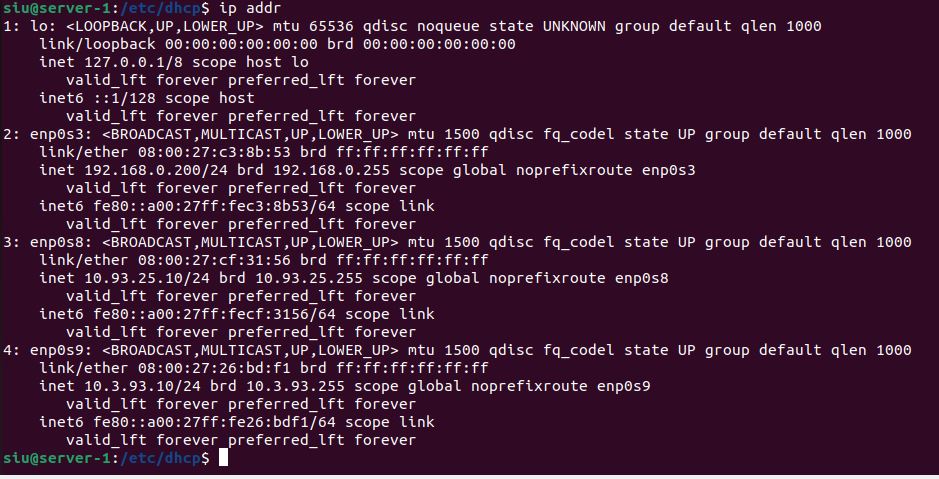 siu@server-1:/etc/dhcp$ ip addr
1: lo: <LOOPBACK,UP,LOWER_UP> mtu 65536 qdisc noqueue state UNKNOWN group default qlen 1000
    link/loopback 00:00:00:00:00:00 brd 00:00:00:00:00:00
    inet 127.0.0.1/8 scope host lo
       valid_lft forever preferred_lft forever
    inet6 ::1/128 scope host
       valid_lft forever preferred_lft forever
2: enp0s3: <BROADCAST,MULTICAST,UP,LOWER_UP> mtu 1500 qdisc fq_codel state UP group default qlen 1000
    link/ether 08:00:27:c3:8b:53 brd ff:ff:ff:ff:ff:ff
    inet 192.168.0.200/24 brd 192.168.0.255 scope global noprefixroute enp0s3
       valid_lft forever preferred_lft forever
    inet6 fe80::a00:27ff:fec3:8b53/64 scope link
       valid_lft forever preferred_lft forever
3: enp0s8: <BROADCAST,MULTICAST,UP,LOWER_UP> mtu 1500 qdisc fq_codel state UP group default qlen 1000
    link/ether 08:00:27:cf:31:56 brd ff:ff:ff:ff:ff:ff
    inet 10.93.25.10/24 brd 10.93.25.255 scope global noprefixroute enp0s8
       valid_lft forever preferred_lft forever
    inet6 fe80::a00:27ff:fecf:3156/64 scope link
       valid_lft forever preferred_lft forever
4: enp0s9: <BROADCAST,MULTICAST,UP,LOWER_UP> mtu 1500 qdisc fq_codel state UP group default qlen 1000
    link/ether 08:00:27:26:bd:f1 brd ff:ff:ff:ff:ff:ff
    inet 10.3.93.10/24 brd 10.3.93.255 scope global noprefixroute enp0s9
       valid_lft forever preferred_lft forever
    inet6 fe80::a00:27ff:fe26:bdf1/64 scope link
       valid_lft forever preferred_lft forever
siu@server-1:/etc/dhcp$